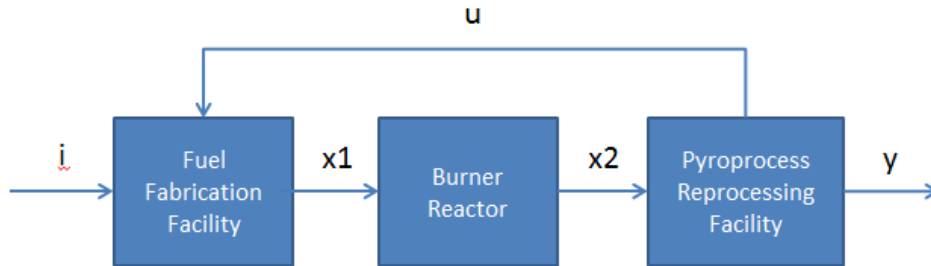 u
i
Fuel
Fabrication
Facility
x1
Burner
Reactor
x2
Pyroprocess
Reprocessing
Facility
y